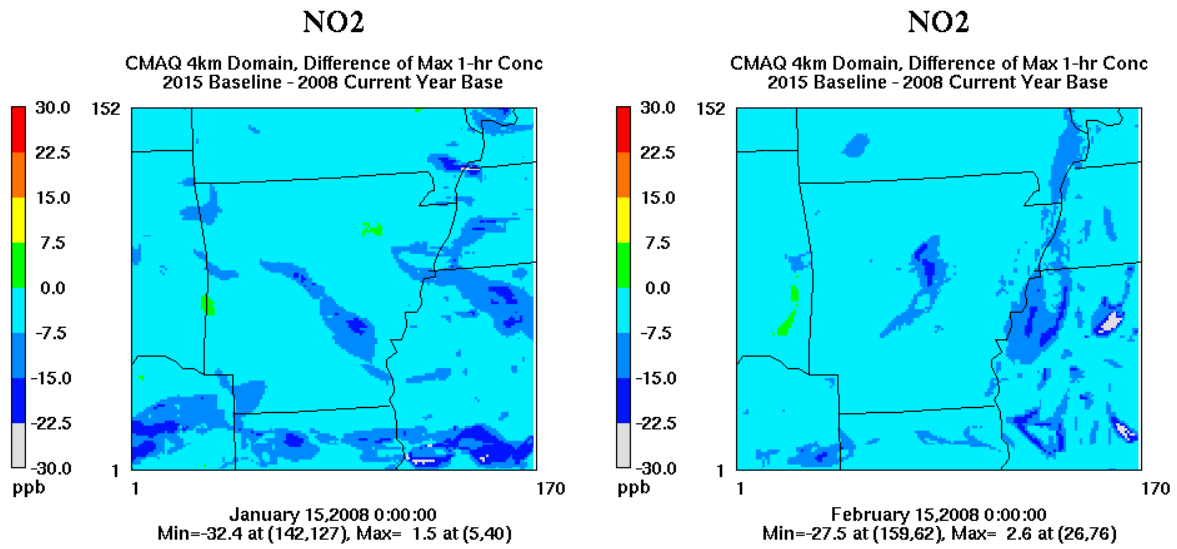 NO2
CMAQ 4km Domain, Difference of Max 1-hr Conc
2015 Baseline - 2008 Current Year Base
30.0
22.5
15.0
7.5
0.0
-7.5
-15.0
-22.5
-30.0
ppb
152
1
1
170
January 15,2008 0:00:00
Min=-32.4 at (142,127), Max= 1.5 at (5,40)
NO2
CMAQ 4km Domain, Difference of Max 1-hr Conc
2015 Baseline - 2008 Current Year Base
30.0
22.5
15.0
7.5
0.0
-7.5
-15.0
-22.5
-30.0
ppb
152
1
1
170
February 15,2008 0:00:00
Min=-27.5 at (159,62), Max= 2.6 at (26,76)